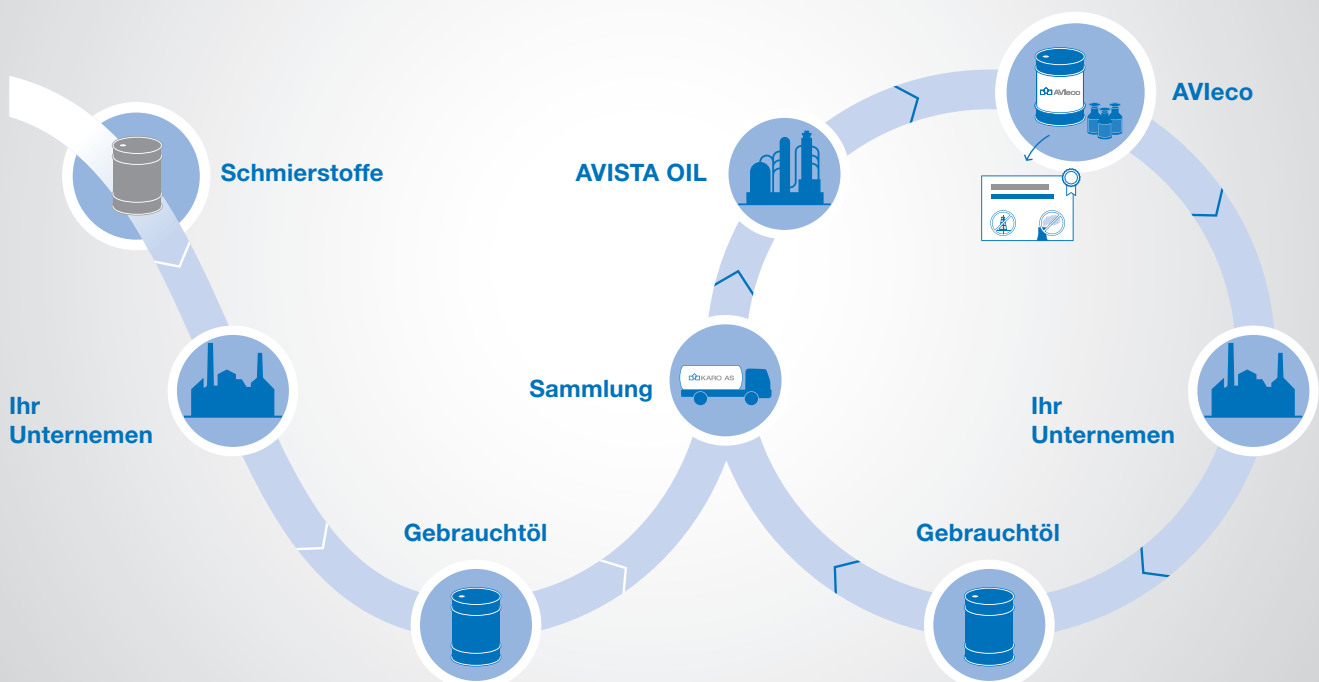 Schmierstoffe
Ihr
Unternemen
Gebrauchtöl
Sammlung
KARO AS
AVISTA OIL
AVIeco
AVIeco
Ihr
Unternemen
Gebrauchtöl